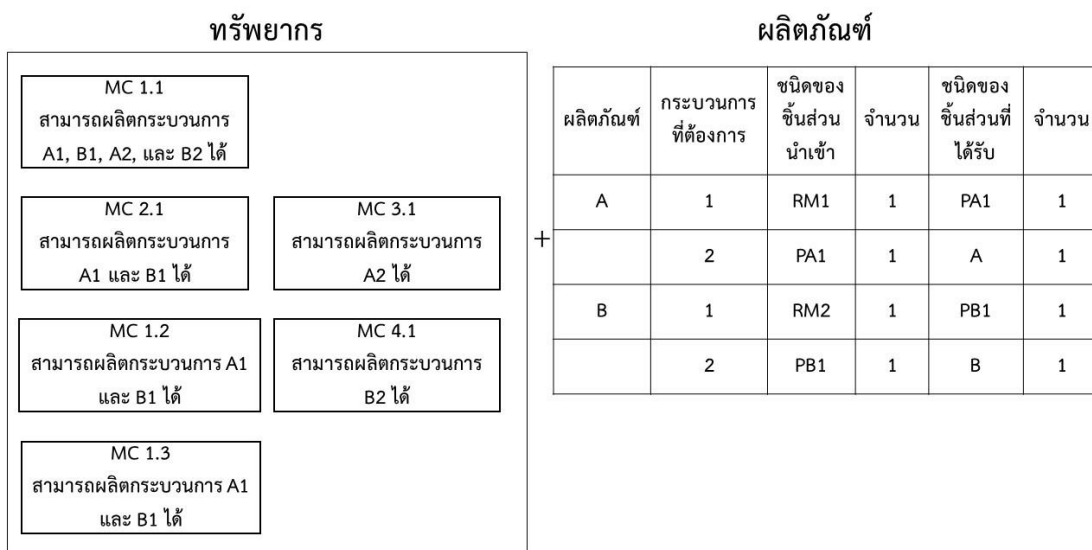 ทรัพยากร
MC 1.1
สามารถผลิตกระบวนการ
A1, B1, A2, และ B2 ได้
MC 2.1
สามารถผลิตกระบวนการ
A1 และ B1 ได้
MC 3.1
สามารถผลิตกระบวนการ
A2 ได้
MC 1.2
สามารถผลิตกระบวนการ A1
และ B1 ได้
MC 4.1
สามารถผลิตกระบวนการ
B2 ได้
MC 1.3
สามารถผลิตกระบวนการ A1
และ B1 ได้
+
ผลิตภัณฑ์
ผลิตภัณฑ์
กระบวนการ
ที่ต้องการ
ชนิดของ
ชิ้นส่วน
นำเข้า
จำนวน
ชนิดของ
ชิ้นส่วนที่
ได้รับ
จำนวน
A 1 RM1 1 PA1 1
2 PA1 1 A 1
B 1 RM2 1 PB1 1
2 PB1 1 B 1